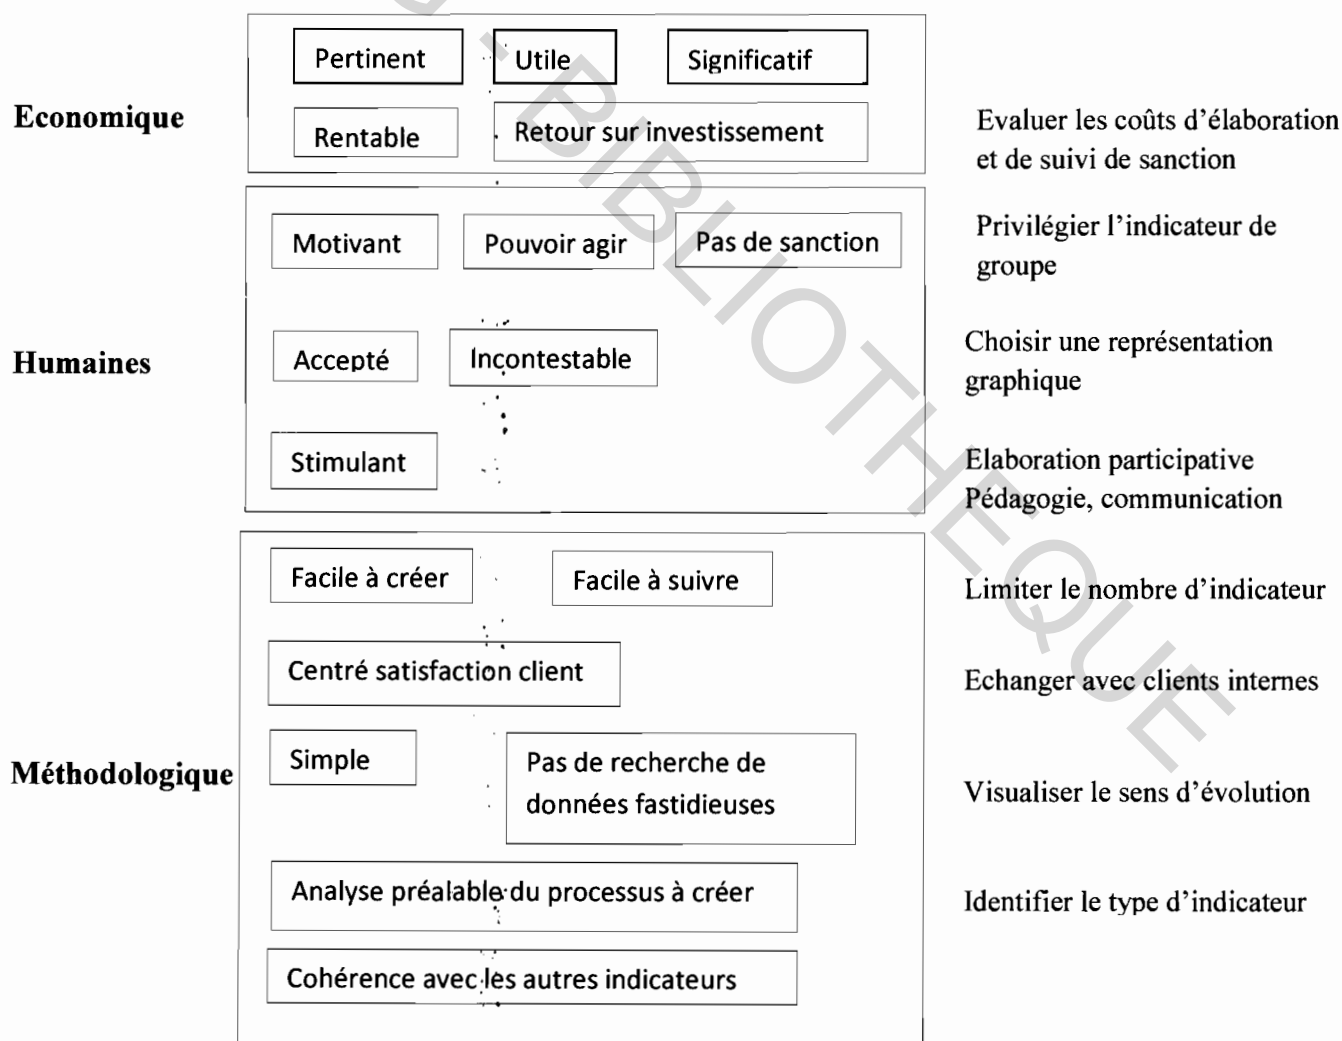 Pertinent
Utile
Significatif
Economique
Rentable
Retour sur investissement
Evaluer les coûts d'élaboration
et de suivi de sanction
Motivant
Pouvoir agir
Pas de sanction
Privilégier l'indicateur de
groupe
Humaines
Accepté
Incontestable
Choisir une représentation
graphique
Stimulant
Elaboration participative
Pédagogie, communication
Facile à créer
Facile à suivre
Limiter le nombre d'indicateur
Centré satisfaction client
Echanger avec clients internes
Méthodologique
Simple
Pas de recherche de
données fastidieuses
Visualiser le sens d'évolution
Analyse préalable du processus à créer
Identifier le type d'indicateur
Cohérence avec les autres indicateurs
BIBLIOTHEQUE